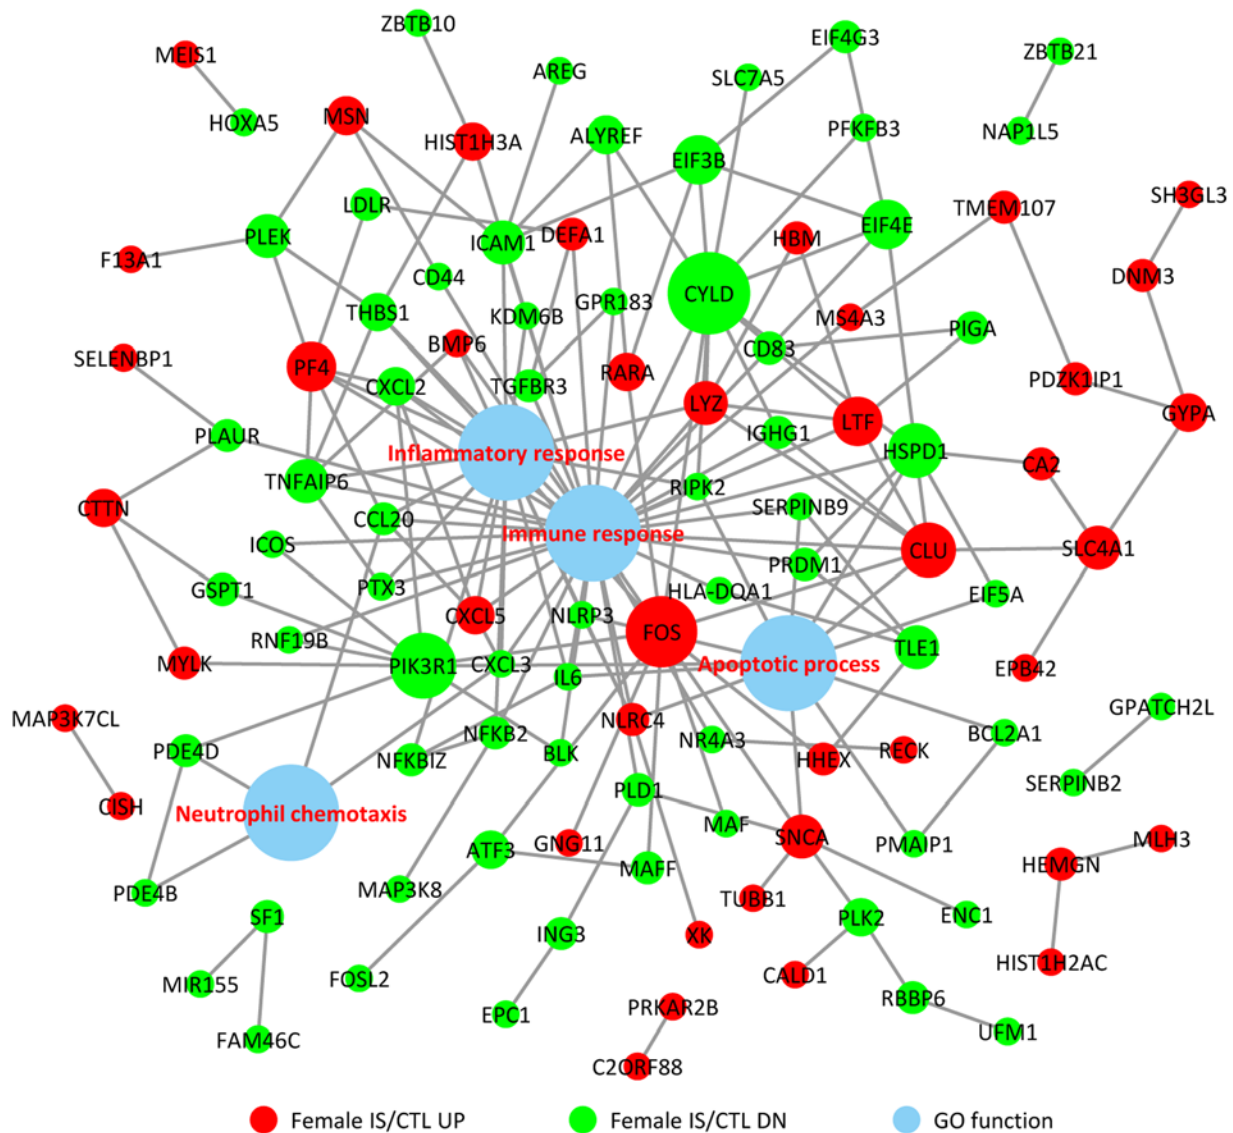 ZBTB10
EIF4G3
ZBTB21
MEIS1
AREG
SLC7A5
HOXA5
MSN
HIST1H3A
ALYREF
PFKFB3
NAP1L5
EIF3B
LDLR
TMEM107
SH3GL3
PLEK
ICAM1
DEFA1
HBM
EIF4E
F13A1
CD44
CYLD
DNM3
THBS1
KDM6B
GPR183
MS4A3
PIGA
SELENBP1
BMP6
CD83
PF4
CXCL2
TGFBR3
RARA
PDZK1IP1
LYZ
LTF
GYPA
PLAUR
IGHG1
Inflammatory response
HSPD1
CA2
TNFAIP6
RIPK2
CTTN
CCL20
SERPINB9
ICOS
Immune response
CLU
SLC4A1
PRDM1
GSPT1
PTX3
HLA-DQA1
EIF5A
CXCL5
NLRP3
RNF19B
FOS
TLE1
MYLK
PIK3R1
CXCL3
IL6
Apoptotic process
EPB42
MAP3K7CL
GPATCH2L
NLRC4
BCL2A1
PDE4D
NFKBIZ
NFKB2
BLK
NR4A3
HHEX
RECK
CISH
Neutrophil chemotaxis
PLD1
SERPINB2
MAF
SNCA
GNG11
PMAIP1
MLH3
ATF3
MAFF
HEMGN
PDE4B
MAP3K8
TUBB1
SF1
ENC1
ING3
XK
PLK2
MIR155
FOSL2
CALD1
HIST1H2AC
RBBP6
PRKAR2B
EPC1
UFM1
FAM46C
C2ORF88
Female IS/CTL UP
Female IS/CTL DN
GO function